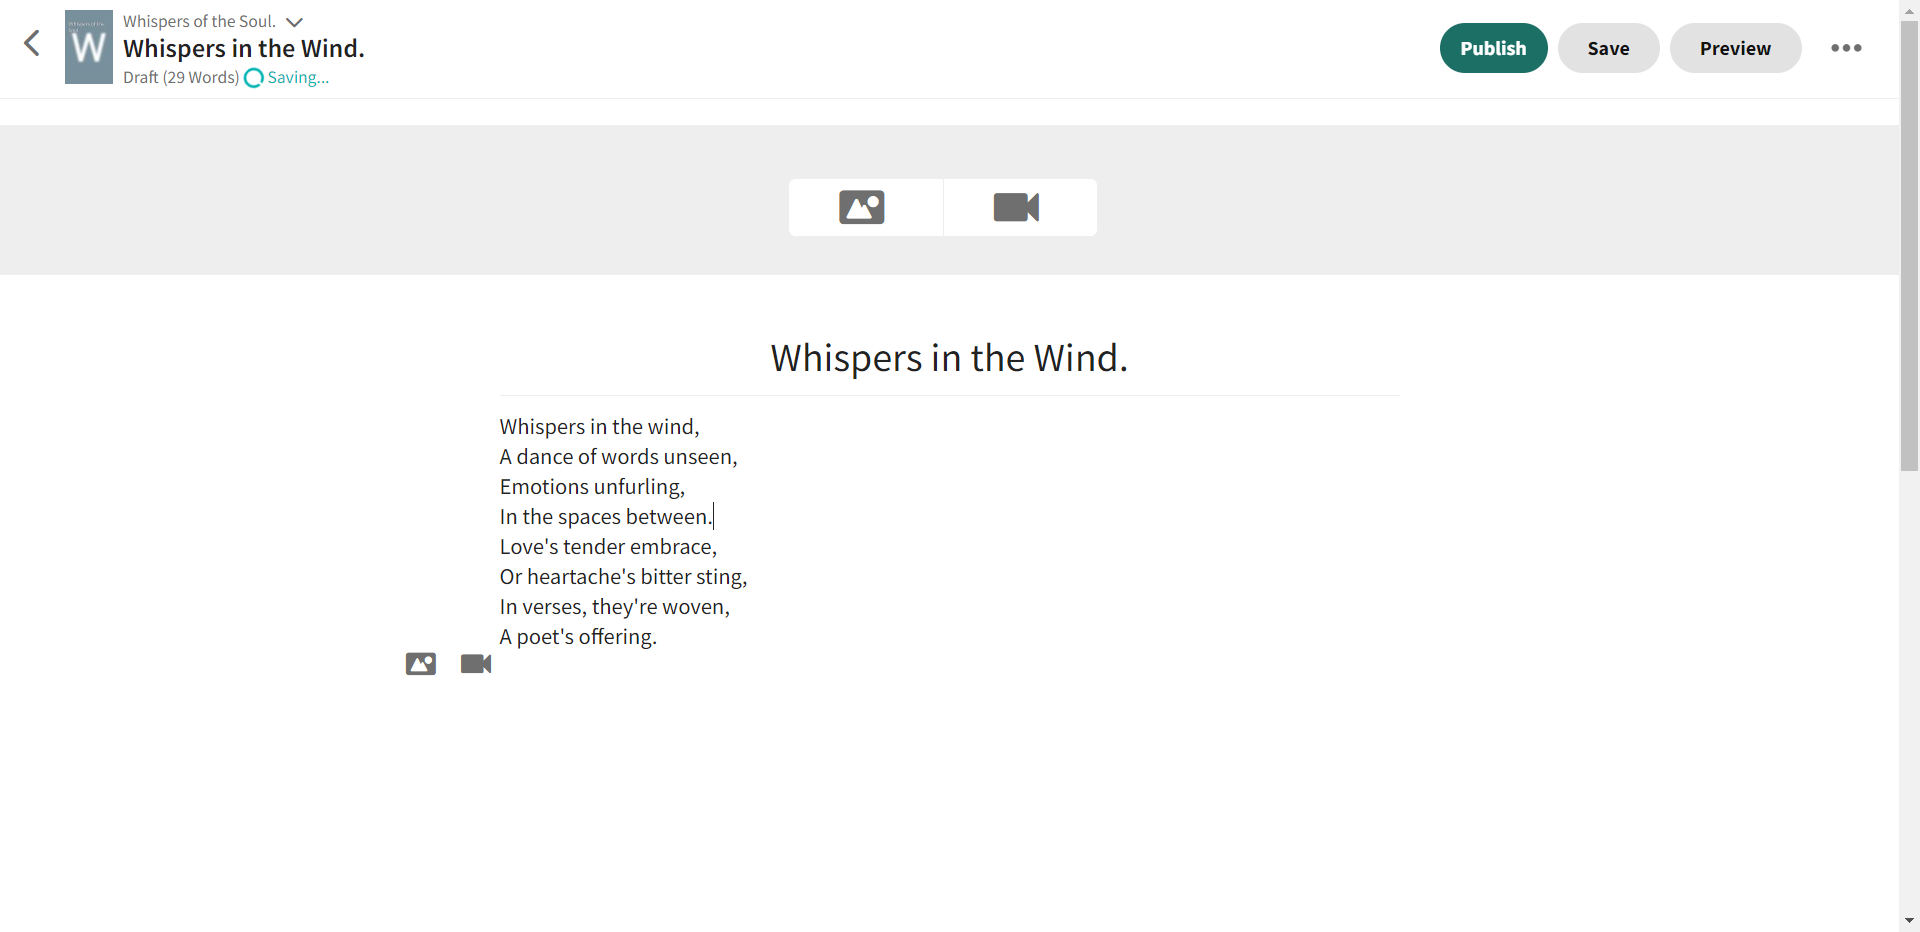 Whispers of the Soul.
Whispers in the Wind.
Draft (29 Words) Saving...
W
Publish
Save
Preview
Whispers in the Wind.
Whispers in the wind,
A dance of words unseen,
Emotions unfurling,
In the spaces between.
Love's tender embrace,
Or heartache's bitter sting,
In verses, they're woven,
A poet's offering.